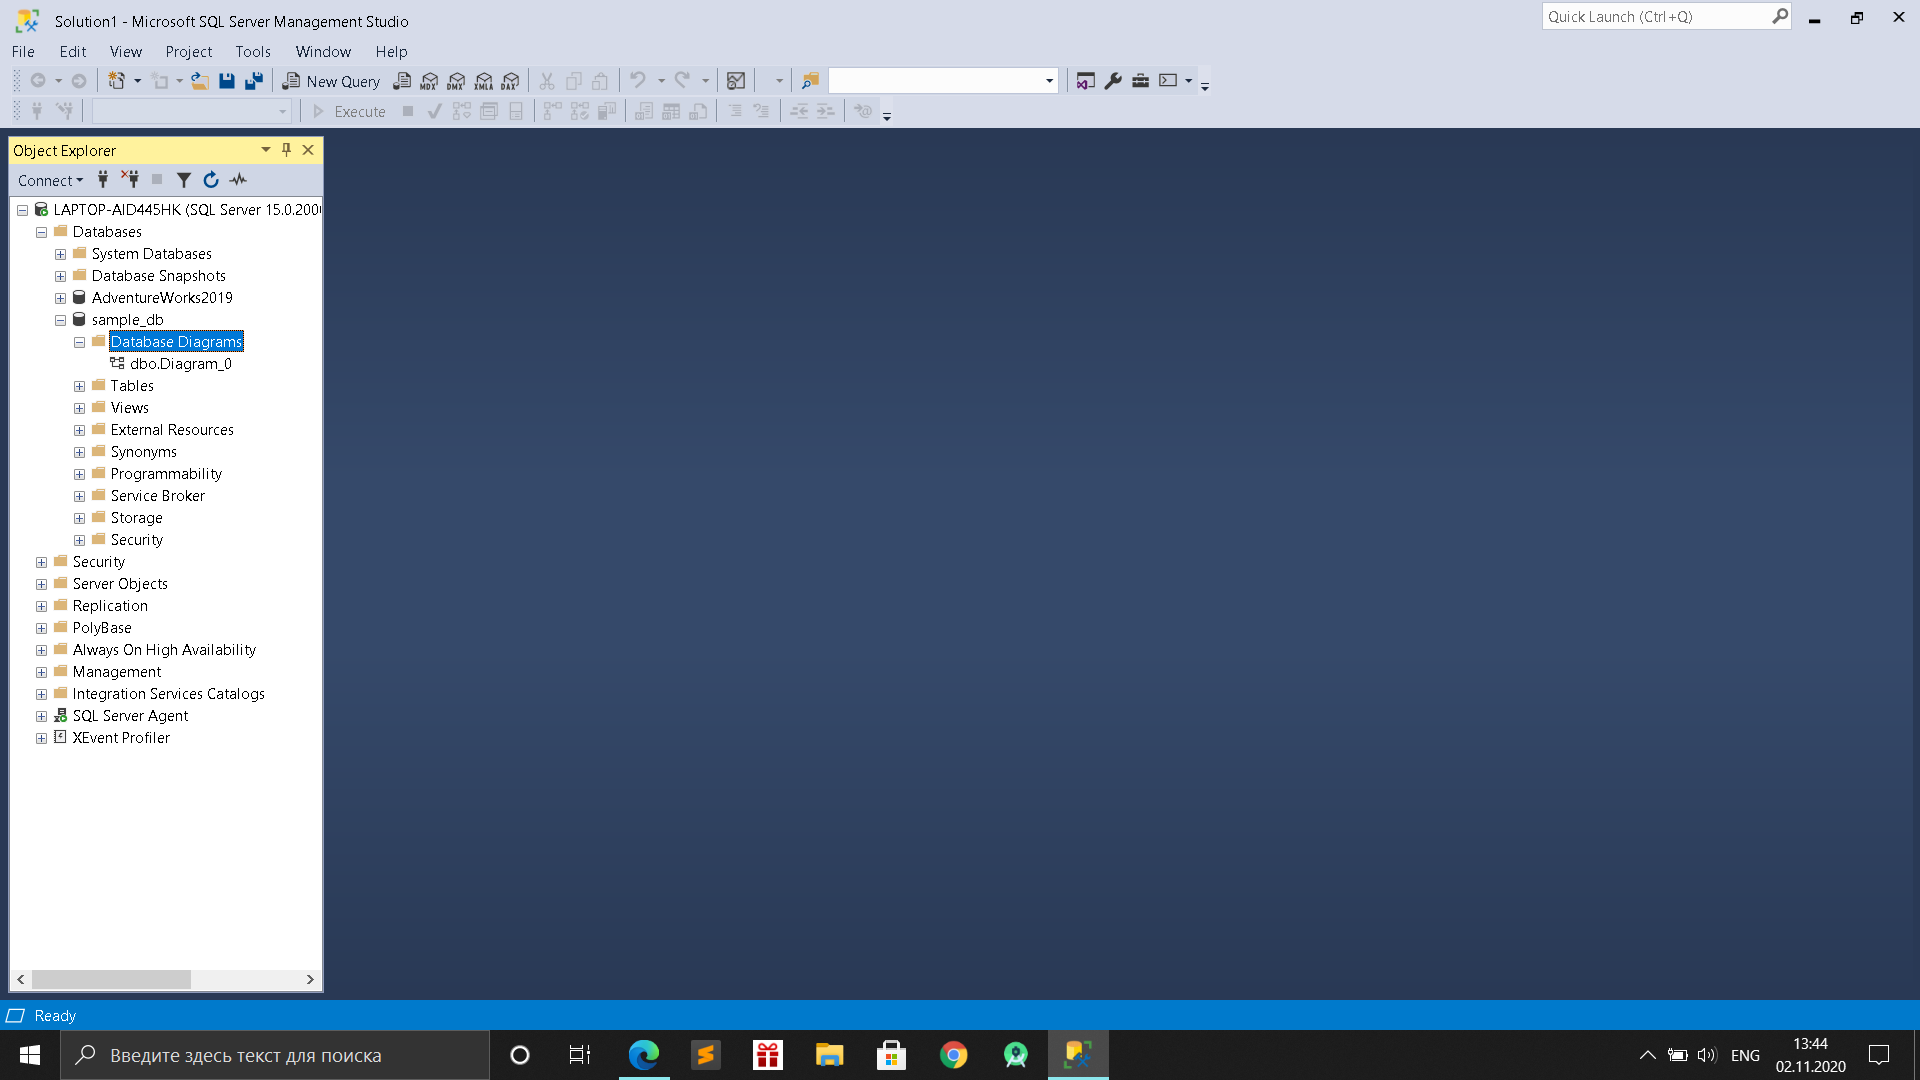 Solution1 - Microsoft SQL Server Management Studio
Quick Launch (Ctrl+Q)
File Edit View Project Tools Window Help
New Query MDX DMX XMLA DAX
Execute
Object Explorer
Connect
LAPTOP-AID445HK (SQL Server 15.0.200
Databases
System Databases
Database Snapshots
AdventureWorks2019
sample_db
Database Diagrams
dbo.Diagram_0
Tables
Views
External Resources
Synonyms
Programmability
Service Broker
Storage
Security
Security
Server Objects
Replication
PolyBase
Always On High Availability
Management
Integration Services Catalogs
SQL Server Agent
XEvent Profiler
Ready
Введите здесь текст для поиска
ENG
13:44
02.11.2020